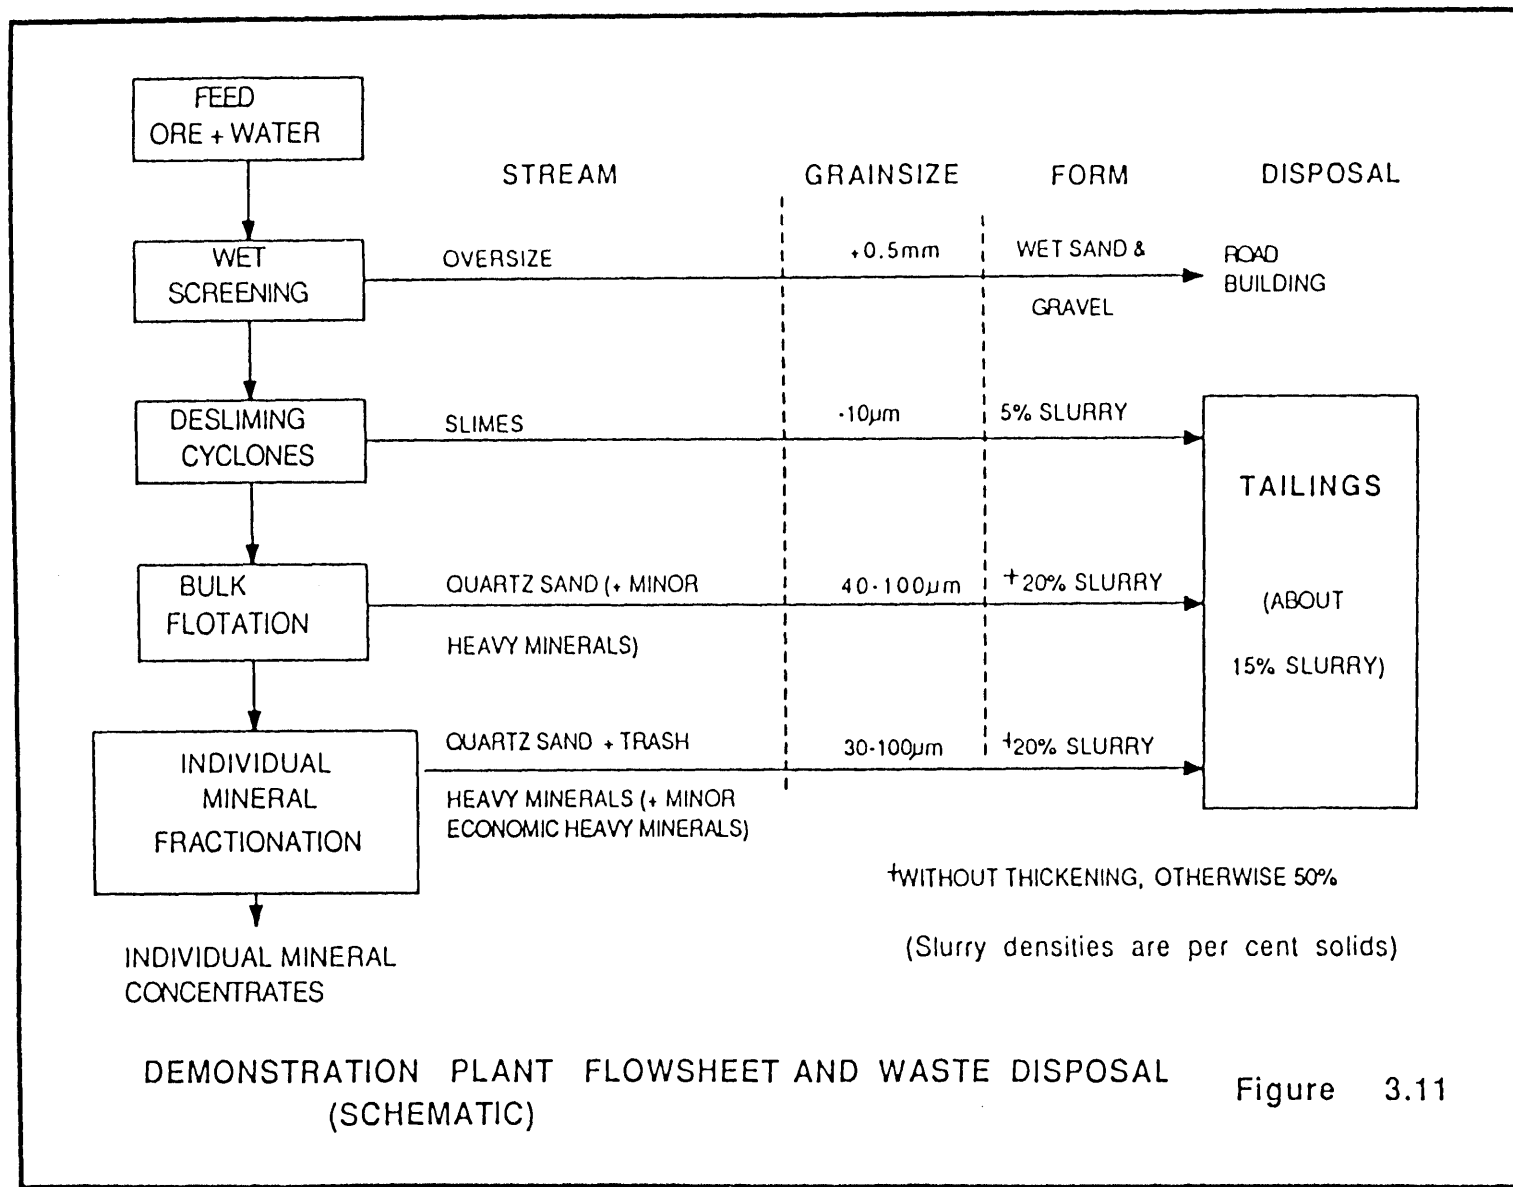 FEED
ORE + WATER
STREAM
GRAINSIZE
FORM
DISPOSAL
WET
SCREENING
OVERSIZE
+0.5mm
WET SAND &
GRAVEL
ROAD
BUILDING
DESLIMING
CYCLONES
SLIMES
-10µm
5% SLURRY
TAILINGS
(ABOUT
15% SLURRY)
BULK
FLOTATION
QUARTZ SAND (+ MINOR
HEAVY MINERALS)
40-100µm
+20% SLURRY
INDIVIDUAL
MINERAL
FRACTIONATION
QUARTZ SAND + TRASH
HEAVY MINERALS (+ MINOR
ECONOMIC HEAVY MINERALS)
30-100µm
+20% SLURRY
+WITHOUT THICKENING, OTHERWISE 50%
(Slurry densities are per cent solids)
INDIVIDUAL MINERAL
CONCENTRATES
DEMONSTRATION PLANT FLOWSHEET AND WASTE DISPOSAL
(SCHEMATIC)
Figure 3.11